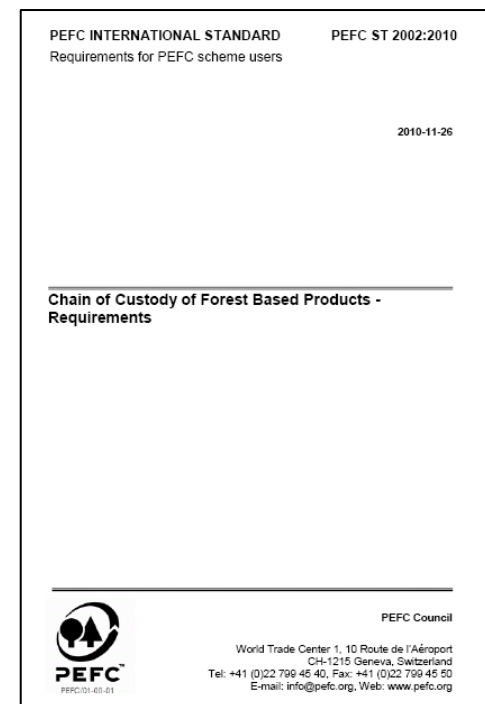 PEFC INTERNATIONAL STANDARD PEFC ST 2002:2010
Requirements for PEFC scheme users
2010-11-26
Chain of Custody of Forest Based Products -
Requirements
PEFC Council
World Trade Center 1, 10 Route de l'Aéroport
CH-1215 Geneva, Switzerland
Tel: +41 (0)22 799 45 40, Fax: +41 (0)22 799 45 50
E-mail: info@pefc.org, Web: www.pefc.org
PEFC™
PEFC/01-00-01